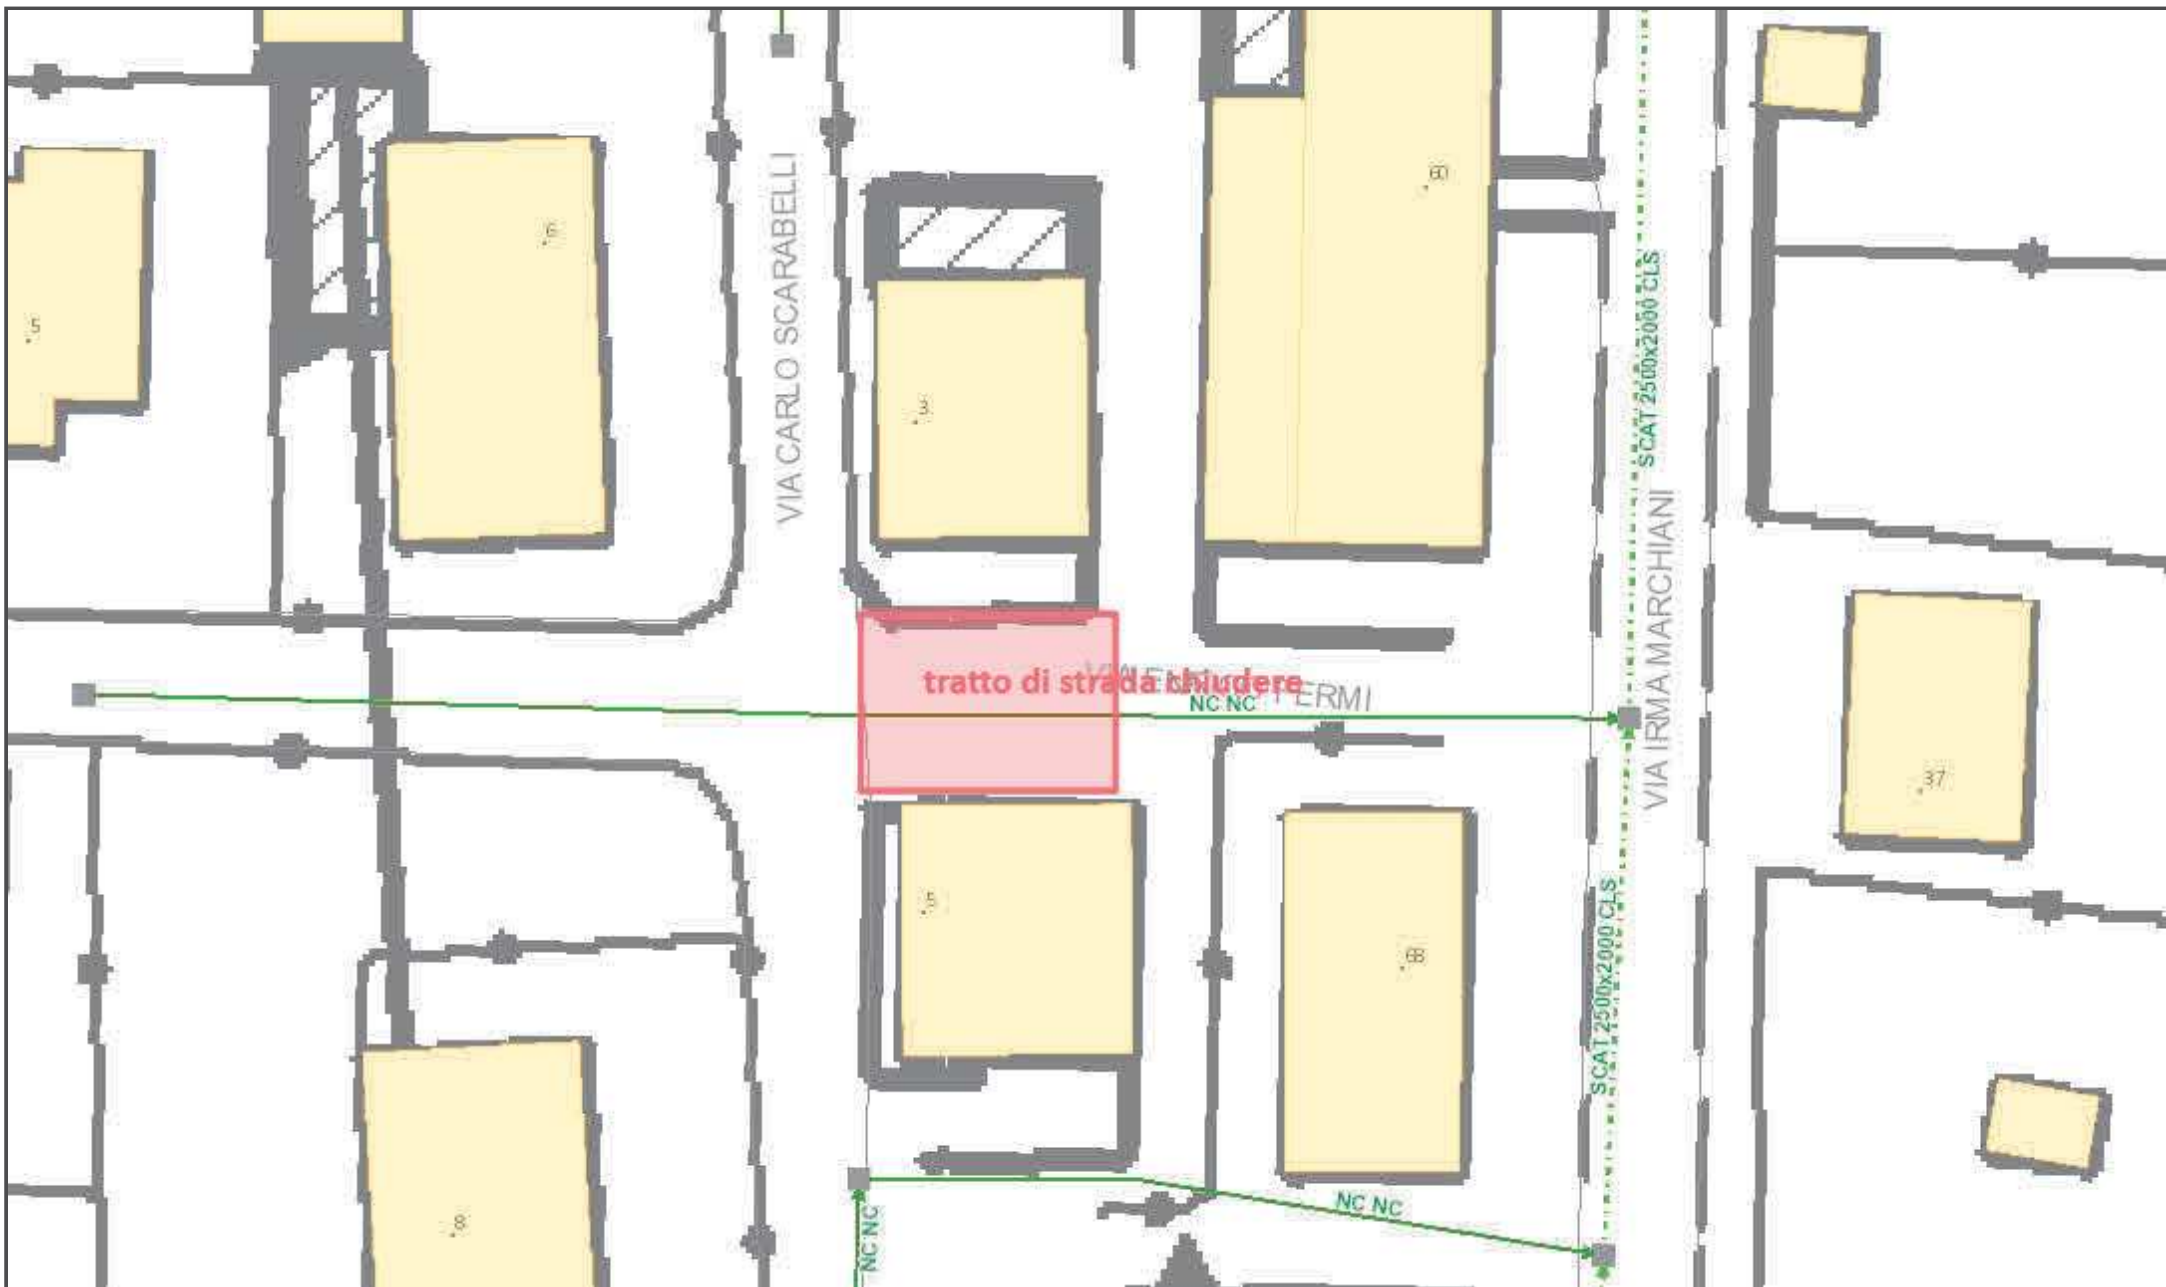 60
6
VIA CARLO SCARABELLI
SCAT 2500x2000 CLS
5
3
VIA IRMA MARCHIANI
tratto di strada chiudere
FERMI
NC NC
37
5
68
SCAT 2500x2000 CLS
NC NC
NC NC
8